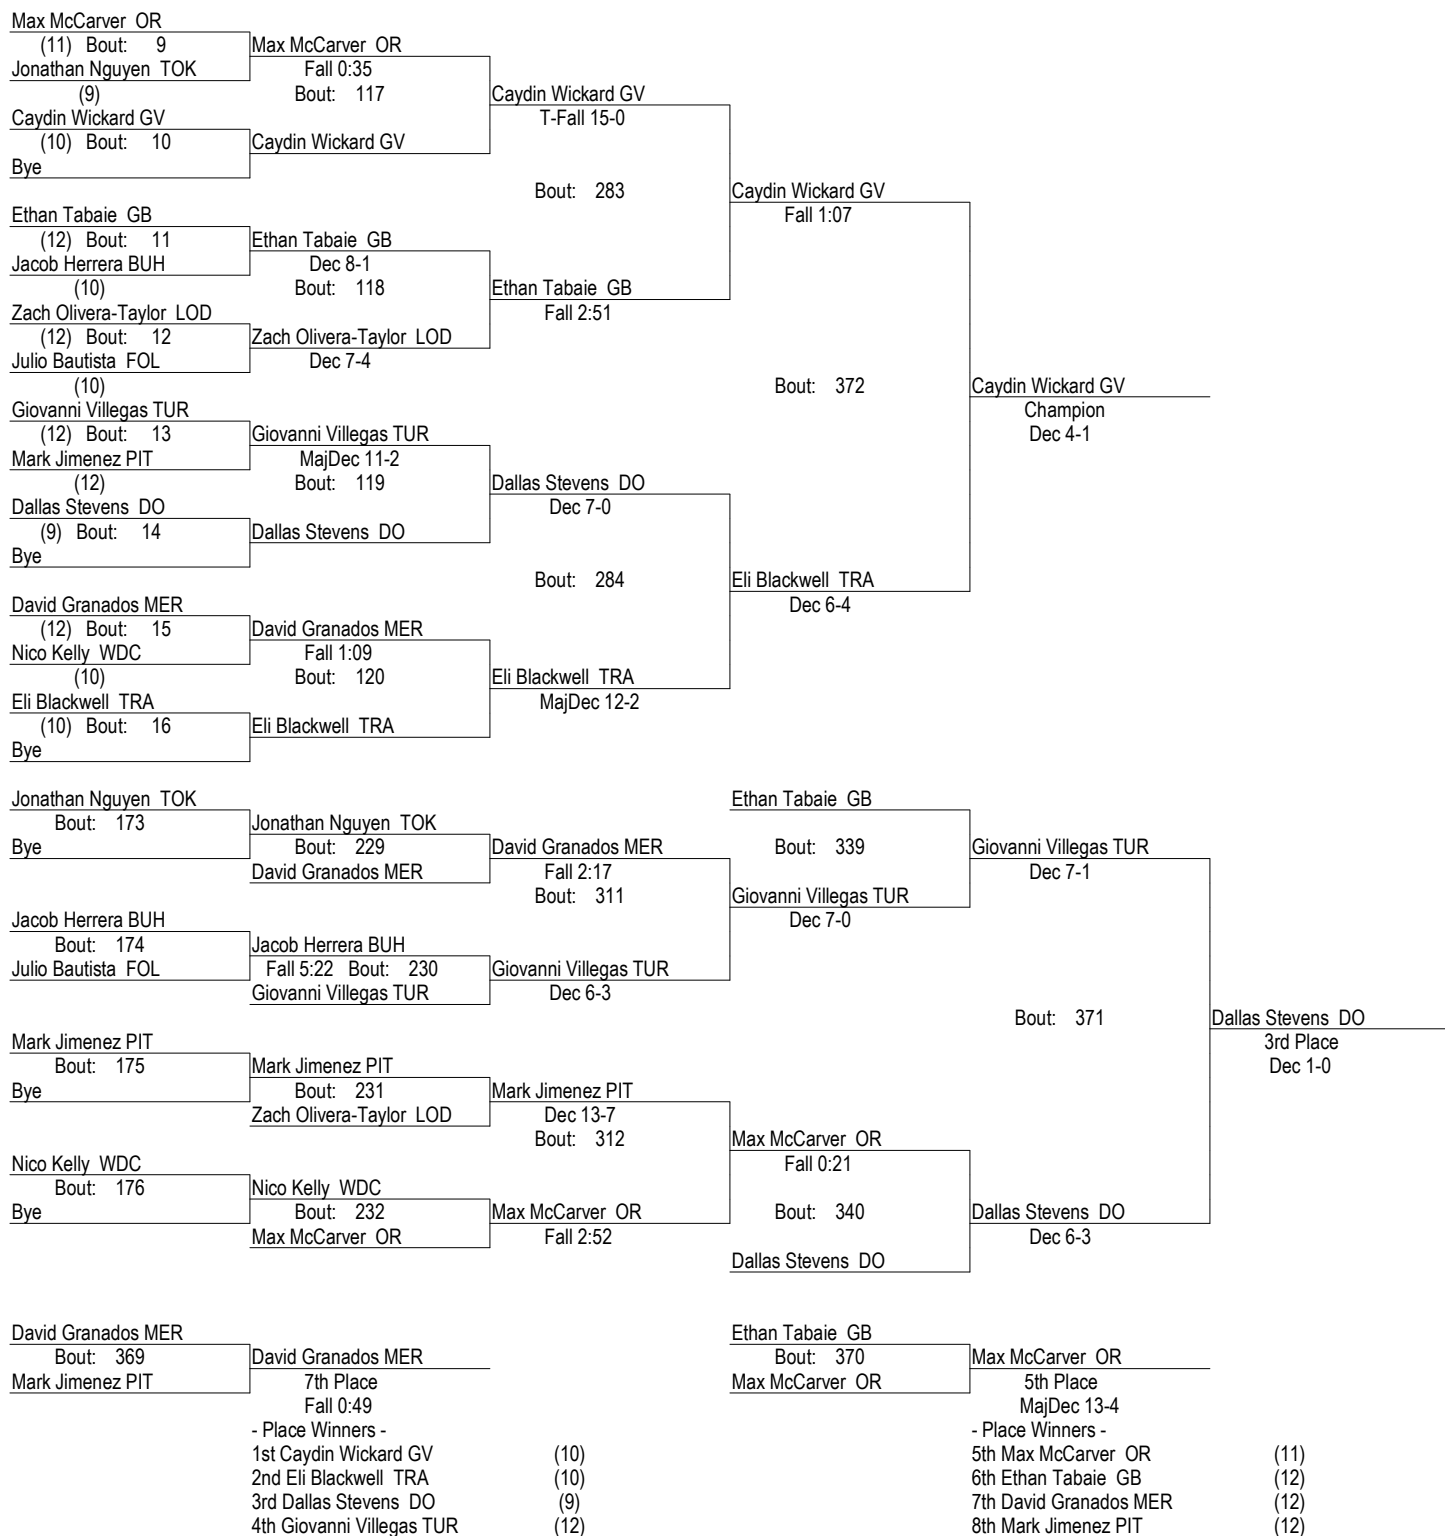 Max McCarver OR
(11) Bout: 9
Max McCarver OR
Jonathan Nguyen TOK
Fall 0:35
(9)
Bout: 117
Caydin Wickard GV
Caydin Wickard GV
T-Fall 15-0
(10) Bout: 10
Caydin Wickard GV
Bye
Bout: 283
Caydin Wickard GV
Ethan Tabaie GB
Fall 1:07
(12) Bout: 11
Ethan Tabaie GB
Jacob Herrera BUH
Dec 8-1
(10)
Bout: 118
Ethan Tabaie GB
Zach Olivera-Taylor LOD
Fall 2:51
(12) Bout: 12
Zach Olivera-Taylor LOD
Julio Bautista FOL
Dec 7-4
(10)
Bout: 372
Caydin Wickard GV
Giovanni Villegas TUR
Champion
(12) Bout: 13
Giovanni Villegas TUR
Dec 4-1
Mark Jimenez PIT
MajDec 11-2
(12)
Bout: 119
Dallas Stevens DO
Dallas Stevens DO
Dec 7-0
(9) Bout: 14
Dallas Stevens DO
Bye
Bout: 284
Eli Blackwell TRA
David Granados MER
Dec 6-4
(12) Bout: 15
David Granados MER
Nico Kelly WDC
Fall 1:09
(10)
Bout: 120
Eli Blackwell TRA
Eli Blackwell TRA
MajDec 12-2
(10) Bout: 16
Eli Blackwell TRA
Bye
Jonathan Nguyen TOK
Ethan Tabaie GB
Bout: 173
Jonathan Nguyen TOK
Bye
Bout: 229
David Granados MER
Bout: 339
Giovanni Villegas TUR
David Granados MER
Fall 2:17
Dec 7-1
Bout: 311
Giovanni Villegas TUR
Jacob Herrera BUH
Dec 7-0
Bout: 174
Jacob Herrera BUH
Julio Bautista FOL
Fall 5:22 Bout: 230
Giovanni Villegas TUR
Giovanni Villegas TUR
Dec 6-3
Bout: 371
Dallas Stevens DO
Mark Jimenez PIT
3rd Place
Bout: 175
Mark Jimenez PIT
Dec 1-0
Bye
Bout: 231
Mark Jimenez PIT
Zach Olivera-Taylor LOD
Dec 13-7
Bout: 312
Max McCarver OR
Nico Kelly WDC
Fall 0:21
Bout: 176
Nico Kelly WDC
Bye
Bout: 232
Max McCarver OR
Bout: 340
Dallas Stevens DO
Max McCarver OR
Fall 2:52
Dec 6-3
Dallas Stevens DO
David Granados MER
Ethan Tabaie GB
Bout: 369
David Granados MER
Bout: 370
Max McCarver OR
Mark Jimenez PIT
7th Place
Max McCarver OR
5th Place
Fall 0:49
MajDec 13-4
- Place Winners -
- Place Winners -
1st Caydin Wickard GV (10)
5th Max McCarver OR (11)
2nd Eli Blackwell TRA (10)
6th Ethan Tabaie GB (12)
3rd Dallas Stevens DO (9)
7th David Granados MER (12)
4th Giovanni Villegas TUR (12)
8th Mark Jimenez PIT (12)